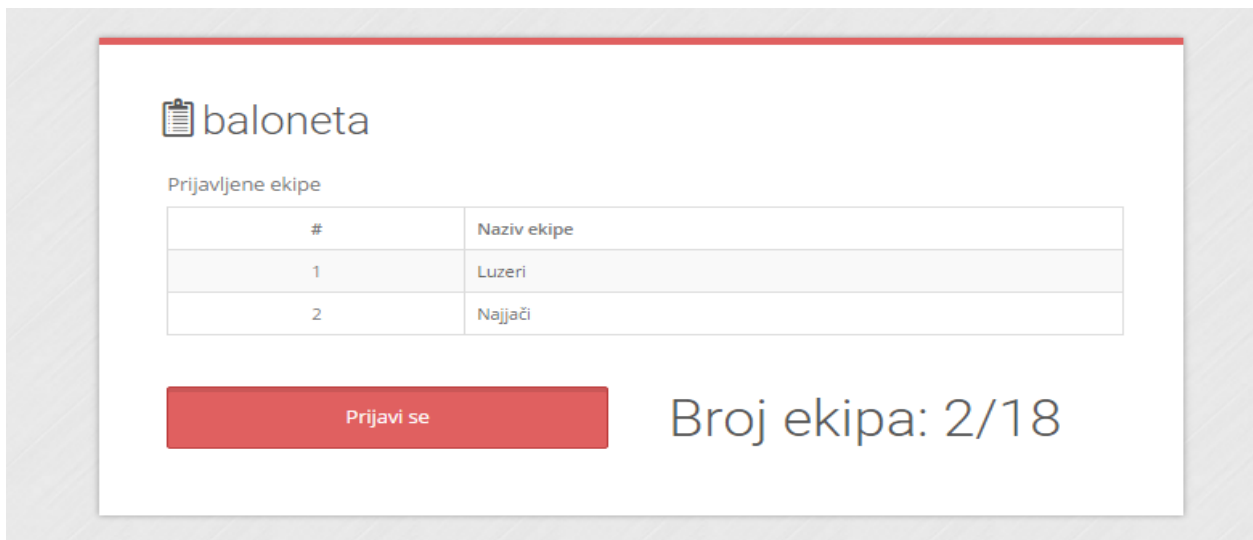 baloneta
Prijavljene ekipe
# Naziv ekipe
1 Luzeri
2 Najjači
Prijavi se
Broj ekipa: 2/18